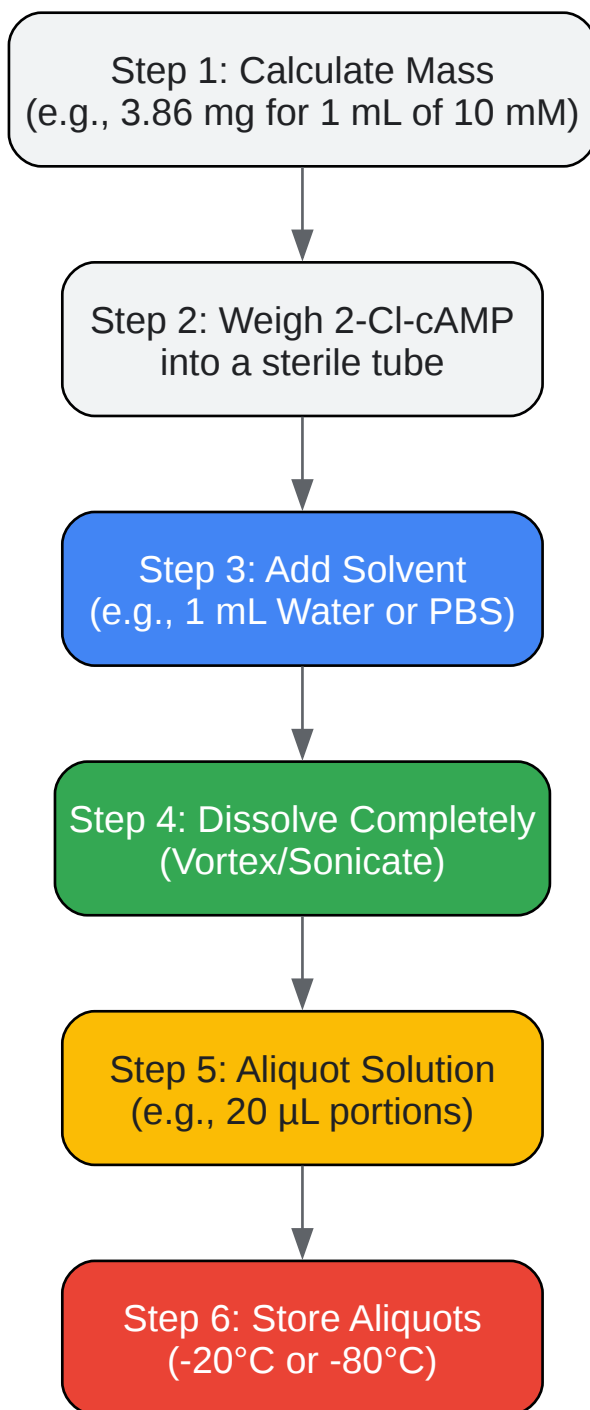 Step 1: Calculate Mass
(e.g., 3.86 mg for 1 mL of 10 mM)
Step 2: Weigh 2-Cl-cAMP
into a sterile tube
Step 3: Add Solvent
(e.g., 1 mL Water or PBS)
Step 4: Dissolve Completely
(Vortex/Sonicate)
Step 5: Aliquot Solution
(e.g., 20 µL portions)
Step 6: Store Aliquots
(-20°C or -80°C)